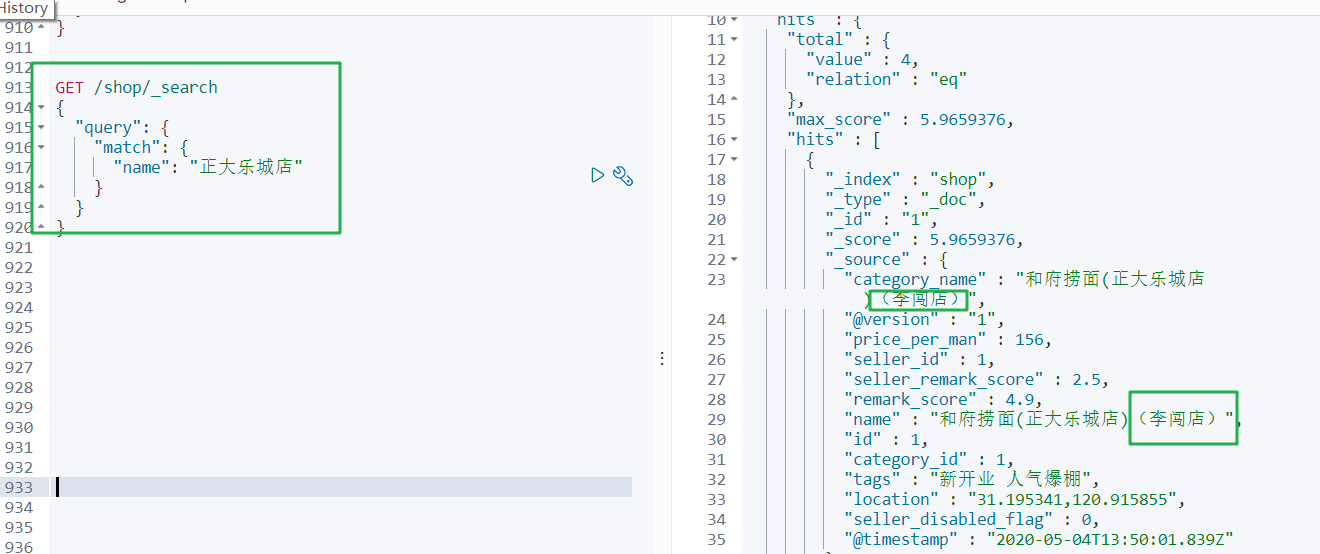 History
910 }
911
912
913 GET /shop/_search
914 {
915 "query": {
916 "match": {
917 "name": "正大乐城店"
918 }
919 }
920 }
921
922
923
924
925
926
927
928
929
930
931
932
933
934
935
936
10 hits" : {
11 "total" : {
12 "value" : 4,
13 "relation" : "eq"
14 },
15 "max_score" : 5.9659376,
16 "hits" : [
17 {
18 "_index" : "shop",
19 "_type" : "_doc",
20 "_id" : "1",
21 "_score" : 5.9659376,
22 "_source" : {
23 "category_name" : "和府捞面(正大乐城店
)（李闯店）",
24 "@version" : "1",
25 "price_per_man" : 156,
26 "seller_id" : 1,
27 "seller_remark_score" : 2.5,
28 "remark_score" : 4.9,
29 "name" : "和府捞面(正大乐城店)（李闯店）",
30 "id" : 1,
31 "category_id" : 1,
32 "tags" : "新开业 人气爆棚",
33 "location" : "31.195341,120.915855",
34 "seller_disabled_flag" : 0,
35 "@timestamp" : "2020-05-04T13:50:01.839Z"